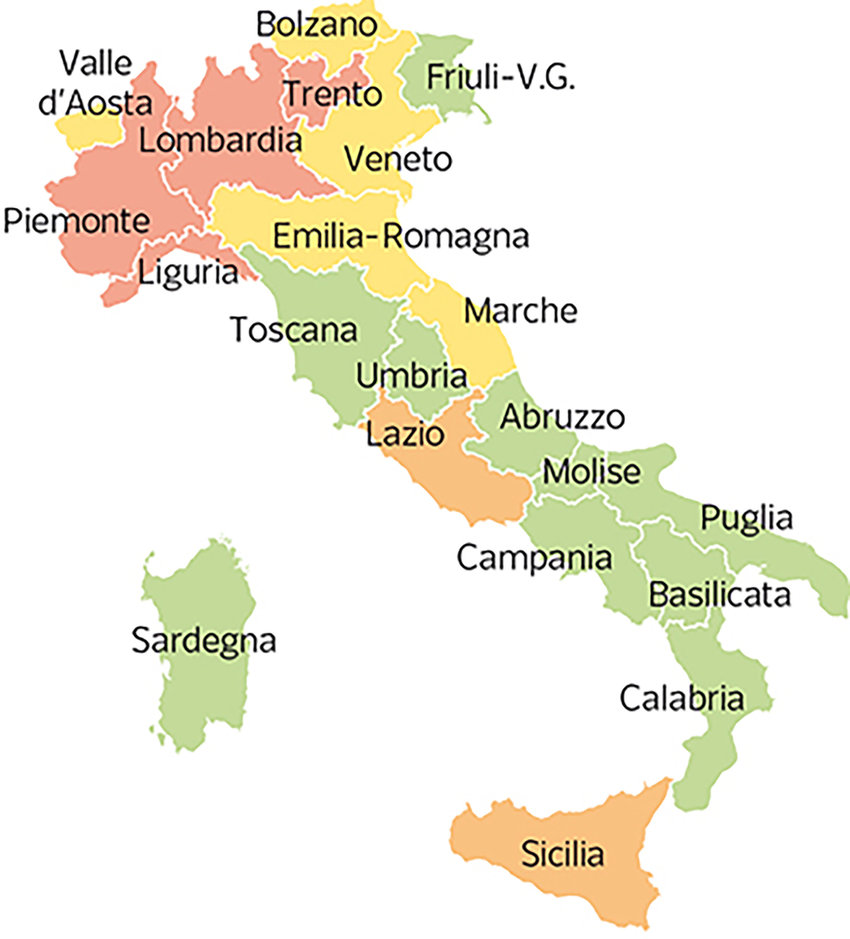 Bolzano
Valle
d'Aosta
Friuli-V.G.
Trento
Lombardia
Veneto
Piemonte
Emilia-Romagna
Liguria
Marche
Toscana
Umbria
Abruzzo
Lazio
Molise
Puglia
Campania
Basilicata
Sardegna
Calabria
Sicilia